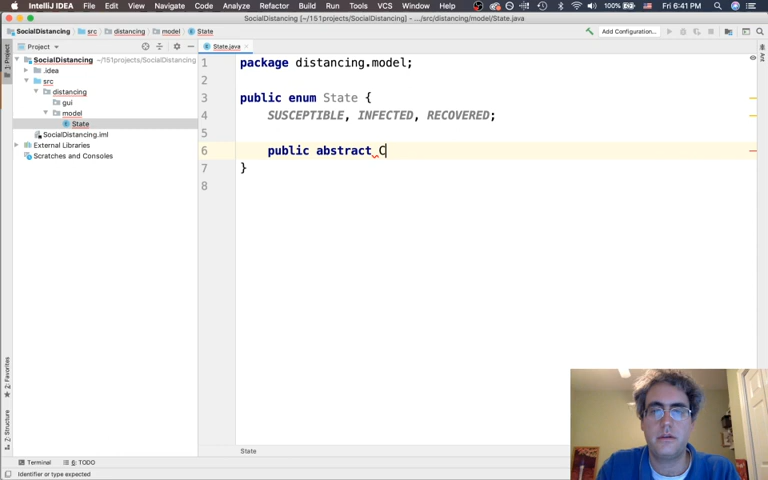 IntelliJ IDEA File Edit View Navigate Code Analyze Refactor Build Run Tools VCS Window Help 100% Fri 6:41 PM
SocialDistancing [~/151projects/SocialDistancing] - .../src/distancing/model/State.java
SocialDistancing src distancing model State Add Configuration...
Project State.java
1: Project
Ant
SocialDistancing ~/151projects/SocialDistancing
.idea
src
distancing
gui
model
State
SocialDistancing.iml
External Libraries
Scratches and Consoles
1 package distancing.model;
2
3 public enum State {
4 SUSCEPTIBLE, INFECTED, RECOVERED;
5
6 public abstract C
7 }
8
2: Favorites
7: Structure
State
Terminal 6: TODO
Identifier or type expected